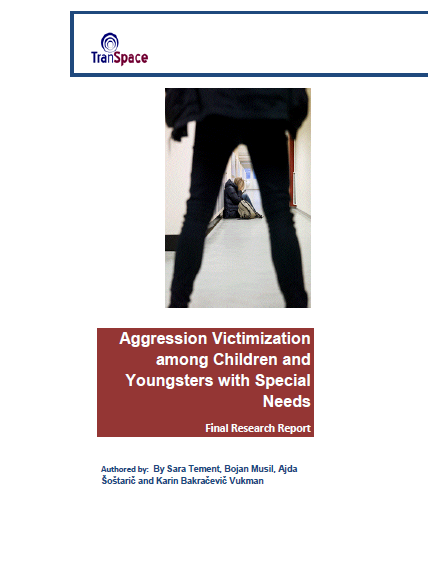 TranSpace
Aggression Victimization
among Children and
Youngsters with Special
Needs
Final Research Report
Authored by: By Sara Tement, Bojan Musil, Ajda
Šoštarič and Karin Bakračevič Vukman